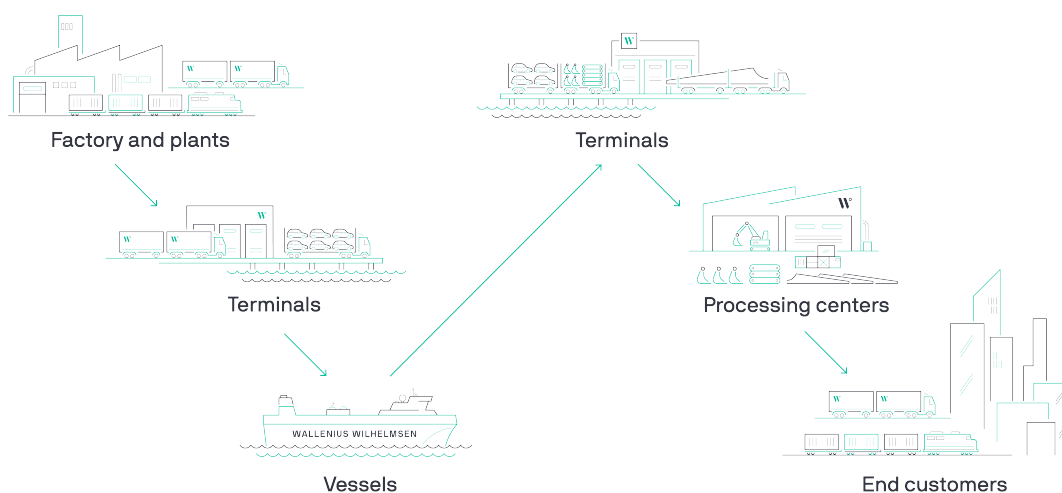 W
W
W
Factory and plants
Terminals
W
W
W
W
Terminals
Processing centers
WALLENIUS WILHELMSEN
Vessels
W
W
End customers